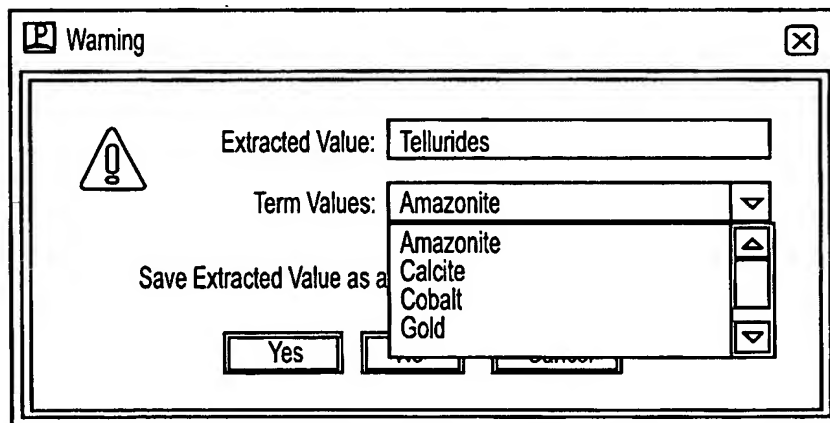 P Warning
Extracted Value: Tellurides
Term Values: Amazonite
Amazonite
Calcite
Save Extracted Value as a
Cobalt
Gold
Yes